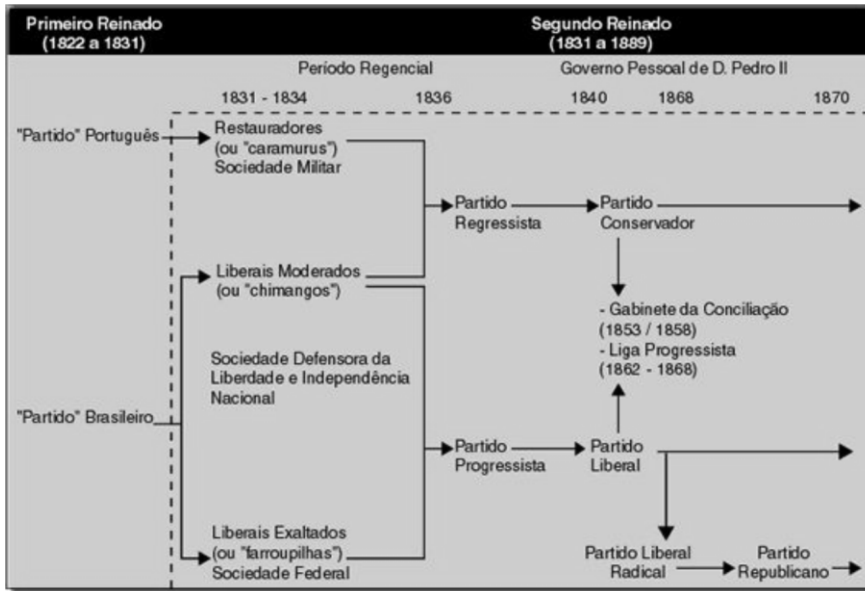 Primeiro Reinado
(1822 a 1831)
Segundo Reinado
(1831 a 1889)
Período Regencial
Governo Pessoal de D. Pedro II
1831 - 1834
1836
1840
1868
1870
"Partido" Português
Restauradores
(ou "caramurus")
Sociedade Militar
Partido
Regressista
Partido
Conservador
Liberais Moderados
(ou "chimangos")
- Gabinete da Conciliação
(1853 / 1858)
- Liga Progressista
(1862 - 1868)
Sociedade Defensora da
Liberdade e Independência
Nacional
"Partido" Brasileiro
Partido
Progressista
Partido
Liberal
Liberais Exaltados
(ou "farroupilhas")
Sociedade Federal
Partido Liberal
Radical
Partido
Republicano